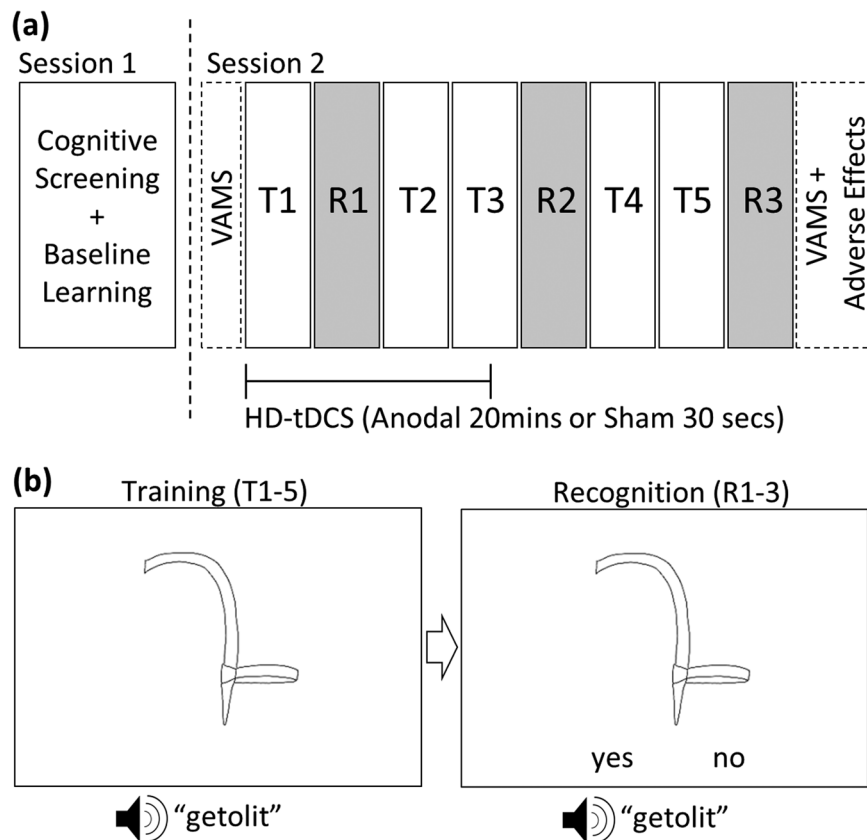 (a)
Session 1
Session 2
Cognitive
Screening
+
Baseline
Learning
VAMS
T1
R1
T2
T3
R2
T4
T5
R3
VAMS +
Adverse Effects
HD-tDCS (Anodal 20mins or Sham 30 secs)
(b)
Training (T1-5)
Recognition (R1-3)
yes
no
“getolit”
“getolit”